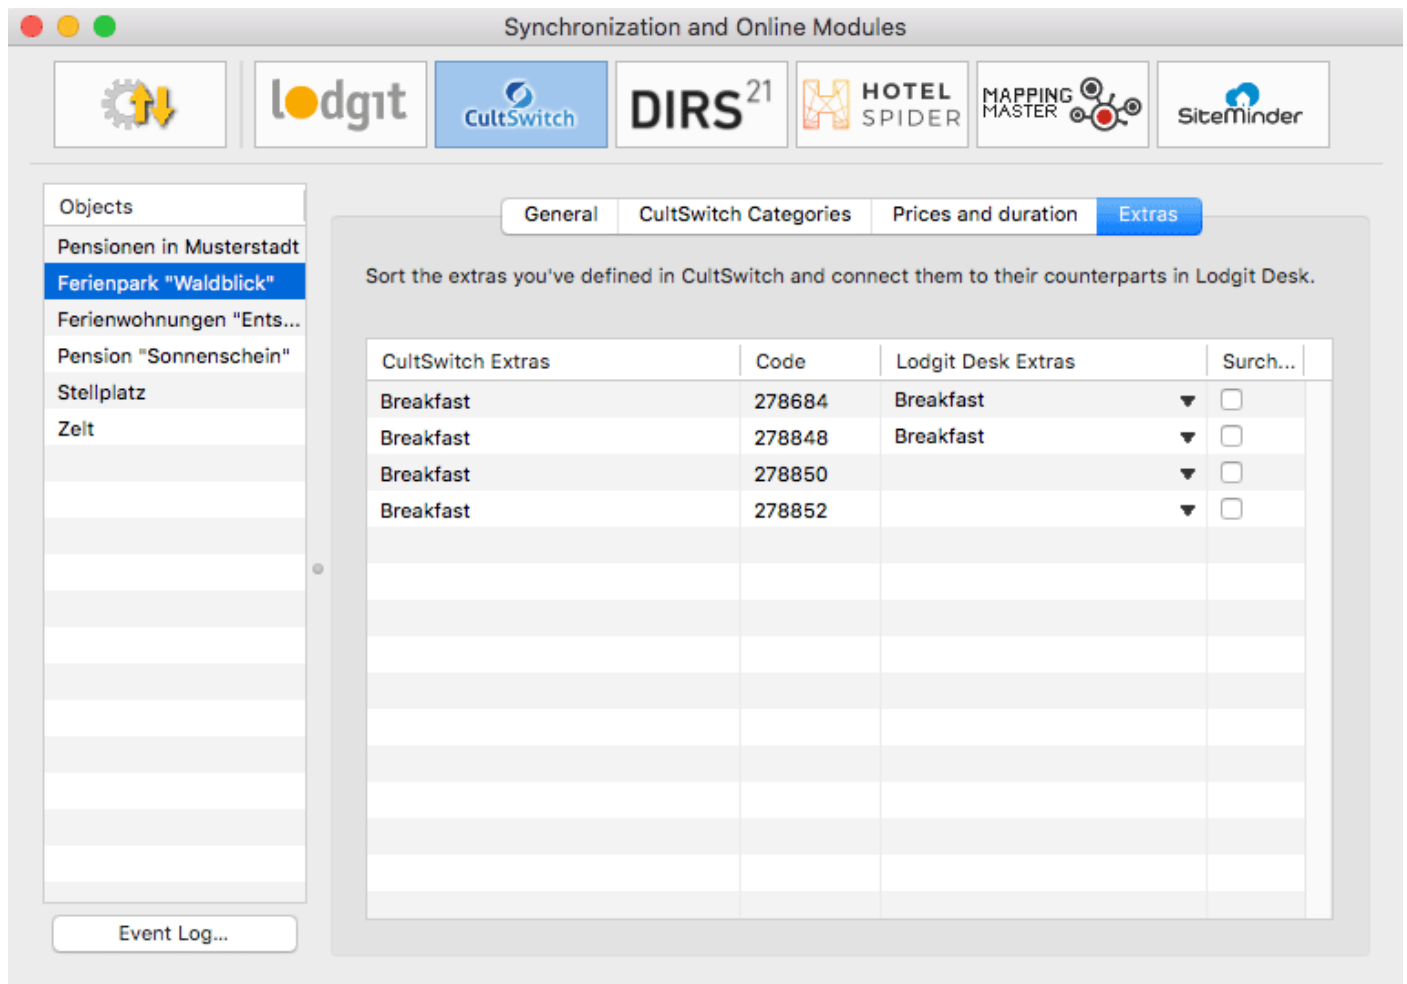 Synchronization and Online Modules
lodgit
CultSwitch
DIRS21
HOTEL
SPIDER
MAPPING
MASTER
SiteMinder
Objects
Pensionen in Musterstadt
Ferienpark "Waldblick"
Ferienwohnungen "Ents...
Pension "Sonnenschein"
Stellplatz
Zelt
Event Log...
General CultSwitch Categories Prices and duration Extras
Sort the extras you've defined in CultSwitch and connect them to their counterparts in Lodgit Desk.
CultSwitch Extras Code Lodgit Desk Extras Surch...
Breakfast 278684 Breakfast
Breakfast 278848 Breakfast
Breakfast 278850
Breakfast 278852